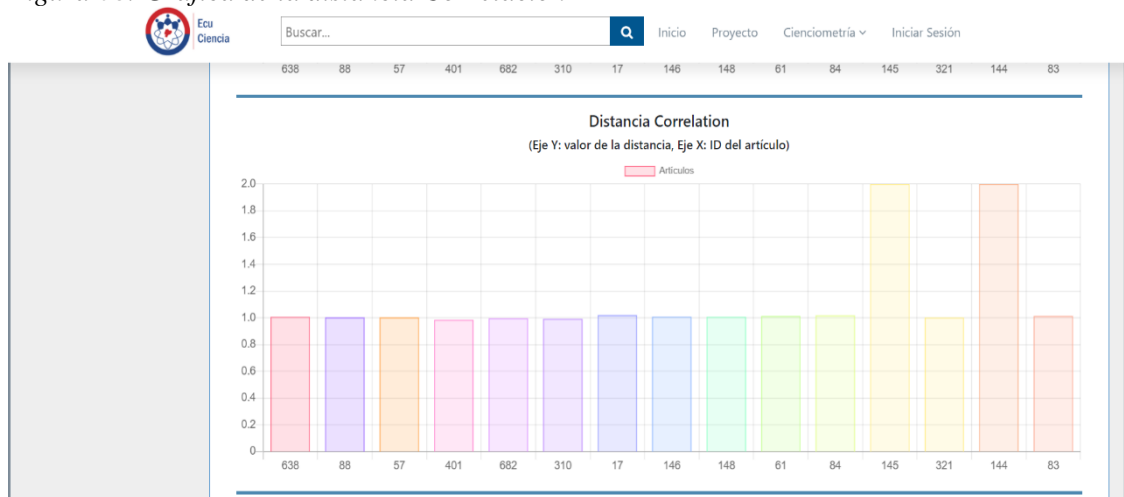 Ecu
Ciencia
Buscar...
Inicio Proyecto Cienciometría Iniciar Sesión
638 88 57 401 682 310 17 146 148 61 84 145 321 144 83
Distancia Correlation
(Eje Y: valor de la distancia, Eje X: ID del artículo)
Artículos
2.0
1.8
1.6
1.4
1.2
1.0
0.8
0.6
0.4
0.2
0
638 88 57 401 682 310 17 146 148 61 84 145 321 144 83